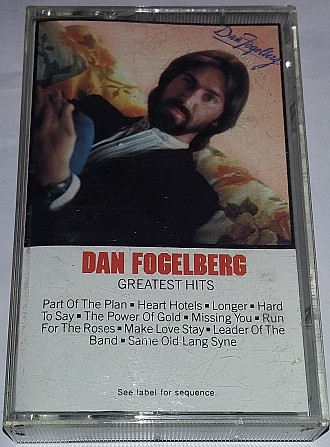 Dan Fogelberg
DAN FOGELBERG
GREATEST HITS
Part Of The Plan ▪ Heart Hotels ▪ Longer ▪ Hard
To Say ▪ The Power Of Gold ▪ Missing You ▪ Run
For The Roses ▪ Make Love Stay ▪ Leader Of The
Band ▪ Same Old Lang Syne
See label for sequence.